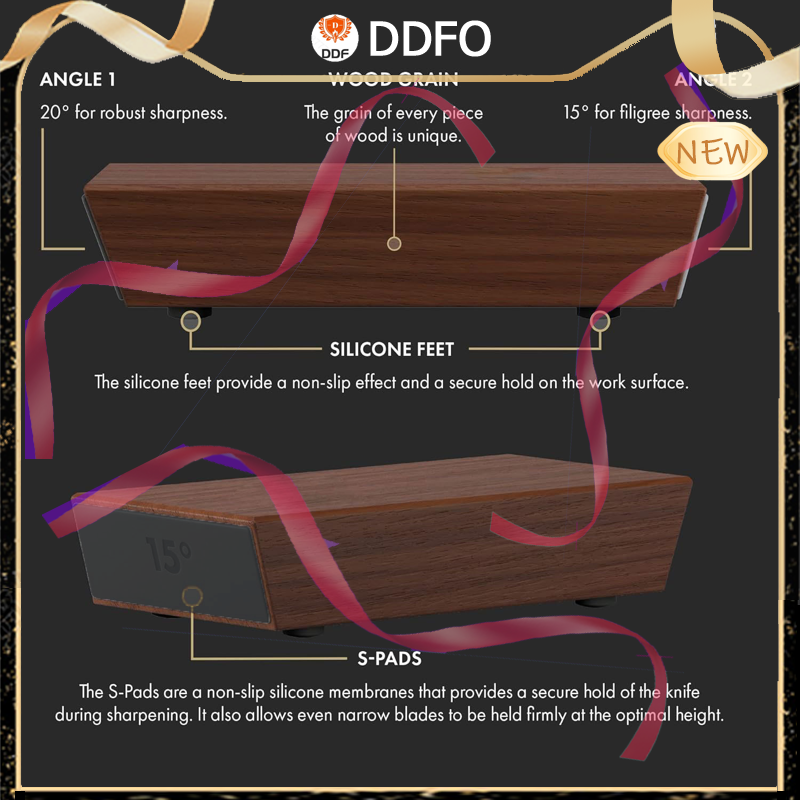 DDF DDFO
ANGLE 1
20° for robust sharpness.
WOOD GRAIN
The grain of every piece
of wood is unique.
ANGLE 2
15° for filigree sharpness.
NEW
SILICONE FEET
The silicone feet provide a non-slip effect and a secure hold on the work surface.
15°
S-PADS
The S-Pads are a non-slip silicone membranes that provides a secure hold of the knife
during sharpening. It also allows even narrow blades to be held firmly at the optimal height.